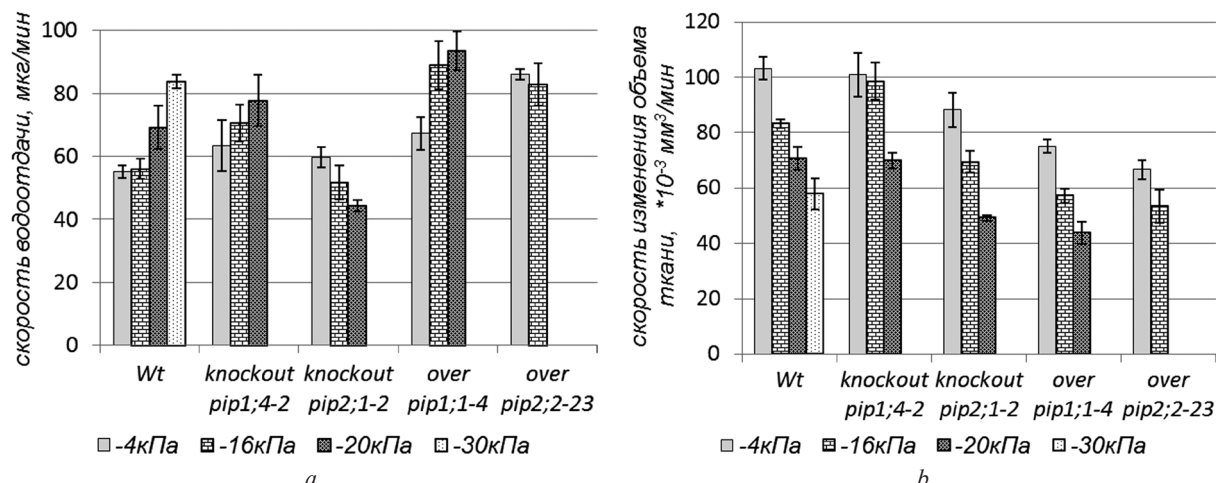 скорость водоотдачи, мкг/мин
100
80
60
40
20
0
Wt
knockout pip1;4-2
knockout pip2;1-2
over pip1;1-4
over pip2;2-23
-4кПа -16кПа -20кПа -30кПа
a
скорость изменения объема
ткани, *10⁻³ мм³/мин
120
100
80
60
40
20
0
Wt
knockout pip1;4-2
knockout pip2;1-2
over pip1;1-4
over pip2;2-23
-4кПа -16кПа -20кПа -30кПа
b